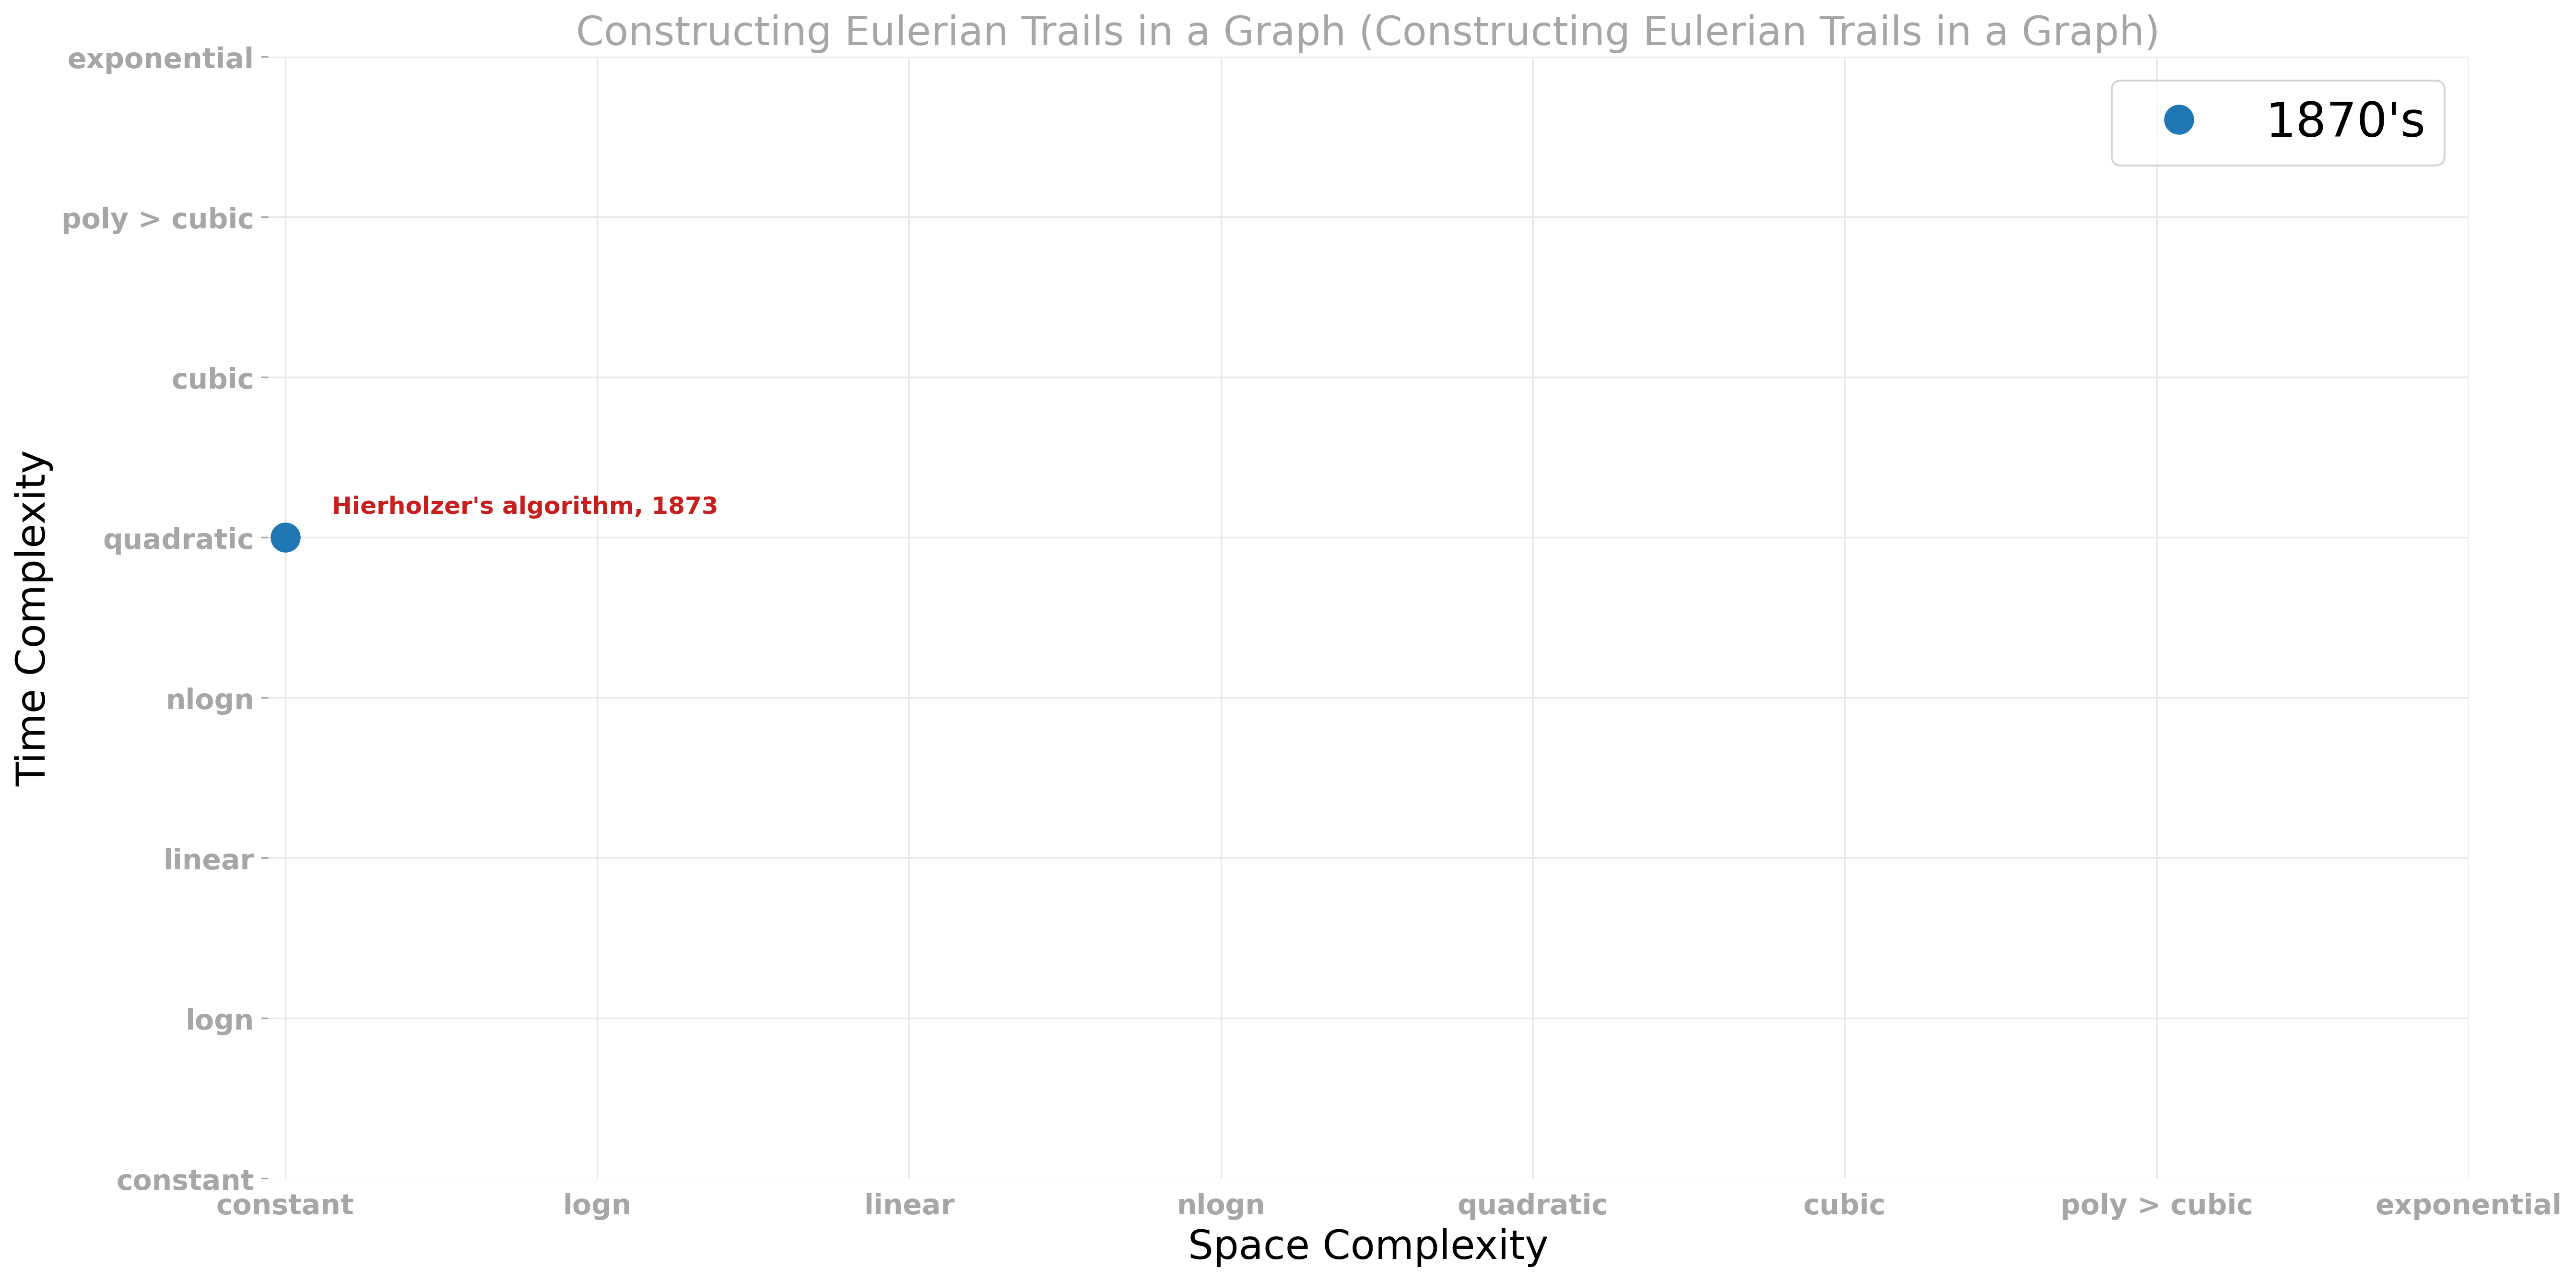 Constructing Eulerian Trails in a Graph (Constructing Eulerian Trails in a Graph)
1870's
Time Complexity
exponential
poly > cubic
cubic
quadratic
nlogn
linear
logn
constant
Hierholzer's algorithm, 1873
constant logn linear nlogn quadratic cubic poly > cubic exponential
Space Complexity